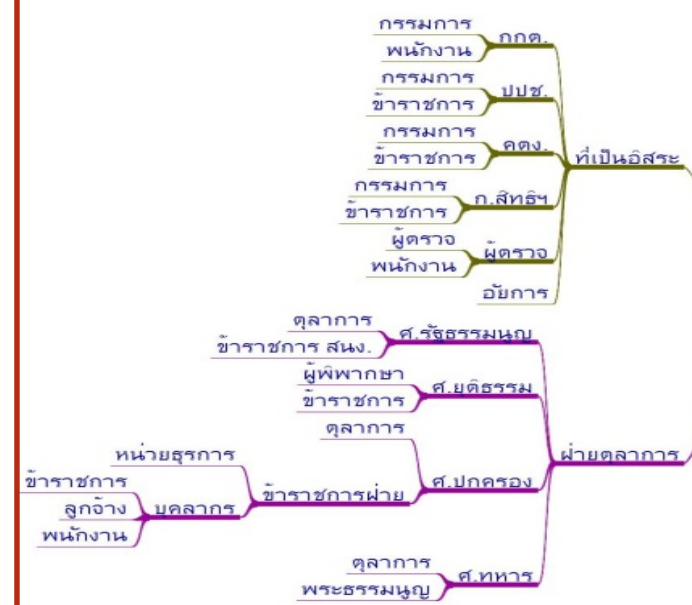 กรรมการ
กกต.
พนักงาน
กรรมการ
ปปช.
ข้าราชการ
กรรมการ
คตง.
ข้าราชการ
ที่เป็นอิสระ
กรรมการ
ก.สิทธิฯ
ข้าราชการ
ผู้ตรวจ
ผู้ตรวจ
พนักงาน
อัยการ
ตุลาการ
ศ.รัฐธรรมนูญ
ข้าราชการ สนง.
ผู้พิพากษา
ศ.ยุติธรรม
ข้าราชการ
ตุลาการ
ฝ่ายตุลาการ
หน่วยธุรการ
ศ.ปกครอง
ข้าราชการฝ่าย
ข้าราชการ
ลูกจ้าง
บุคลากร
พนักงาน
ตุลาการ
ศ.ทหาร
พระธรรมนูญ